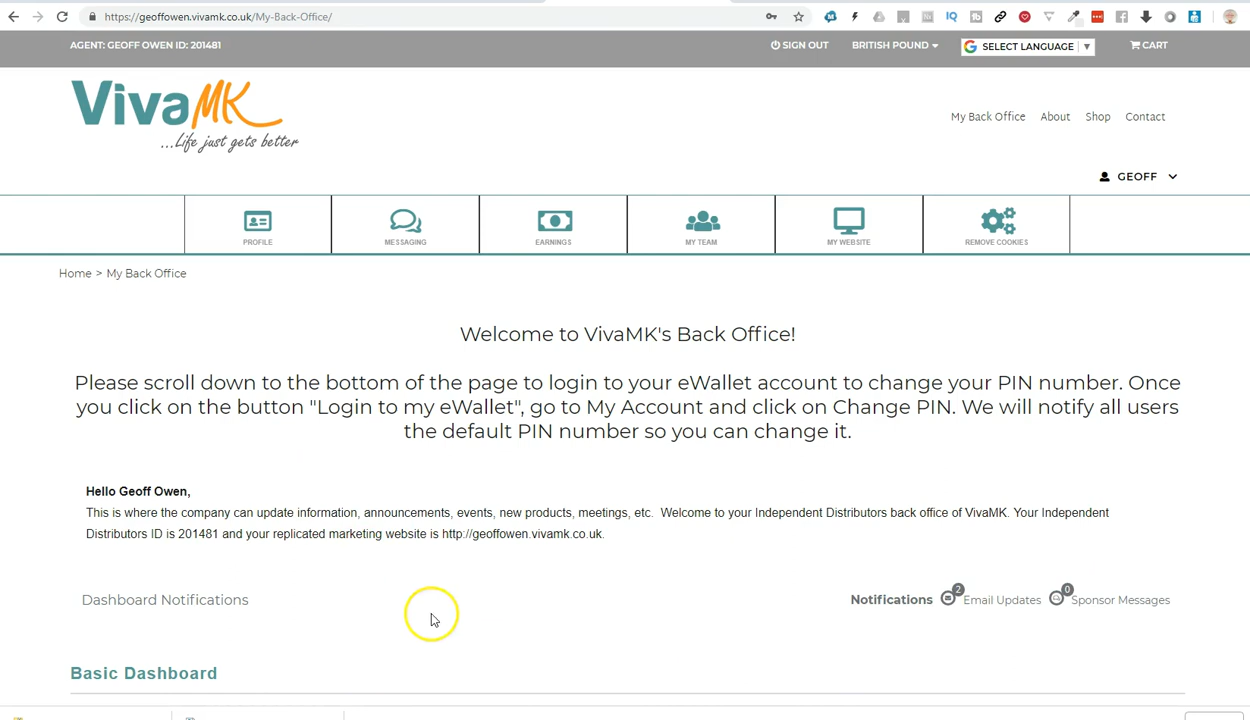 https://geoffowen.vivamk.co.uk/My-Back-Office/
AGENT: GEOFF OWEN ID: 201481
SIGN OUT
BRITISH POUND
SELECT LANGUAGE
CART
VivaMK
...Life just gets better
My Back Office
About
Shop
Contact
GEOFF
PROFILE
MESSAGING
EARNINGS
MY TEAM
MY WEBSITE
REMOVE COOKIES
Home > My Back Office
Welcome to VivaMK's Back Office!
Please scroll down to the bottom of the page to login to your eWallet account to change your PIN number. Once
you click on the button "Login to my eWallet", go to My Account and click on Change PIN. We will notify all users
the default PIN number so you can change it.
Hello Geoff Owen,
This is where the company can update information, announcements, events, new products, meetings, etc. Welcome to your Independent Distributors back office of VivaMK. Your Independent
Distributors ID is 201481 and your replicated marketing website is http://geoffowen.vivamk.co.uk.
Dashboard Notifications
Notifications 2 Email Updates 0 Sponsor Messages
Basic Dashboard